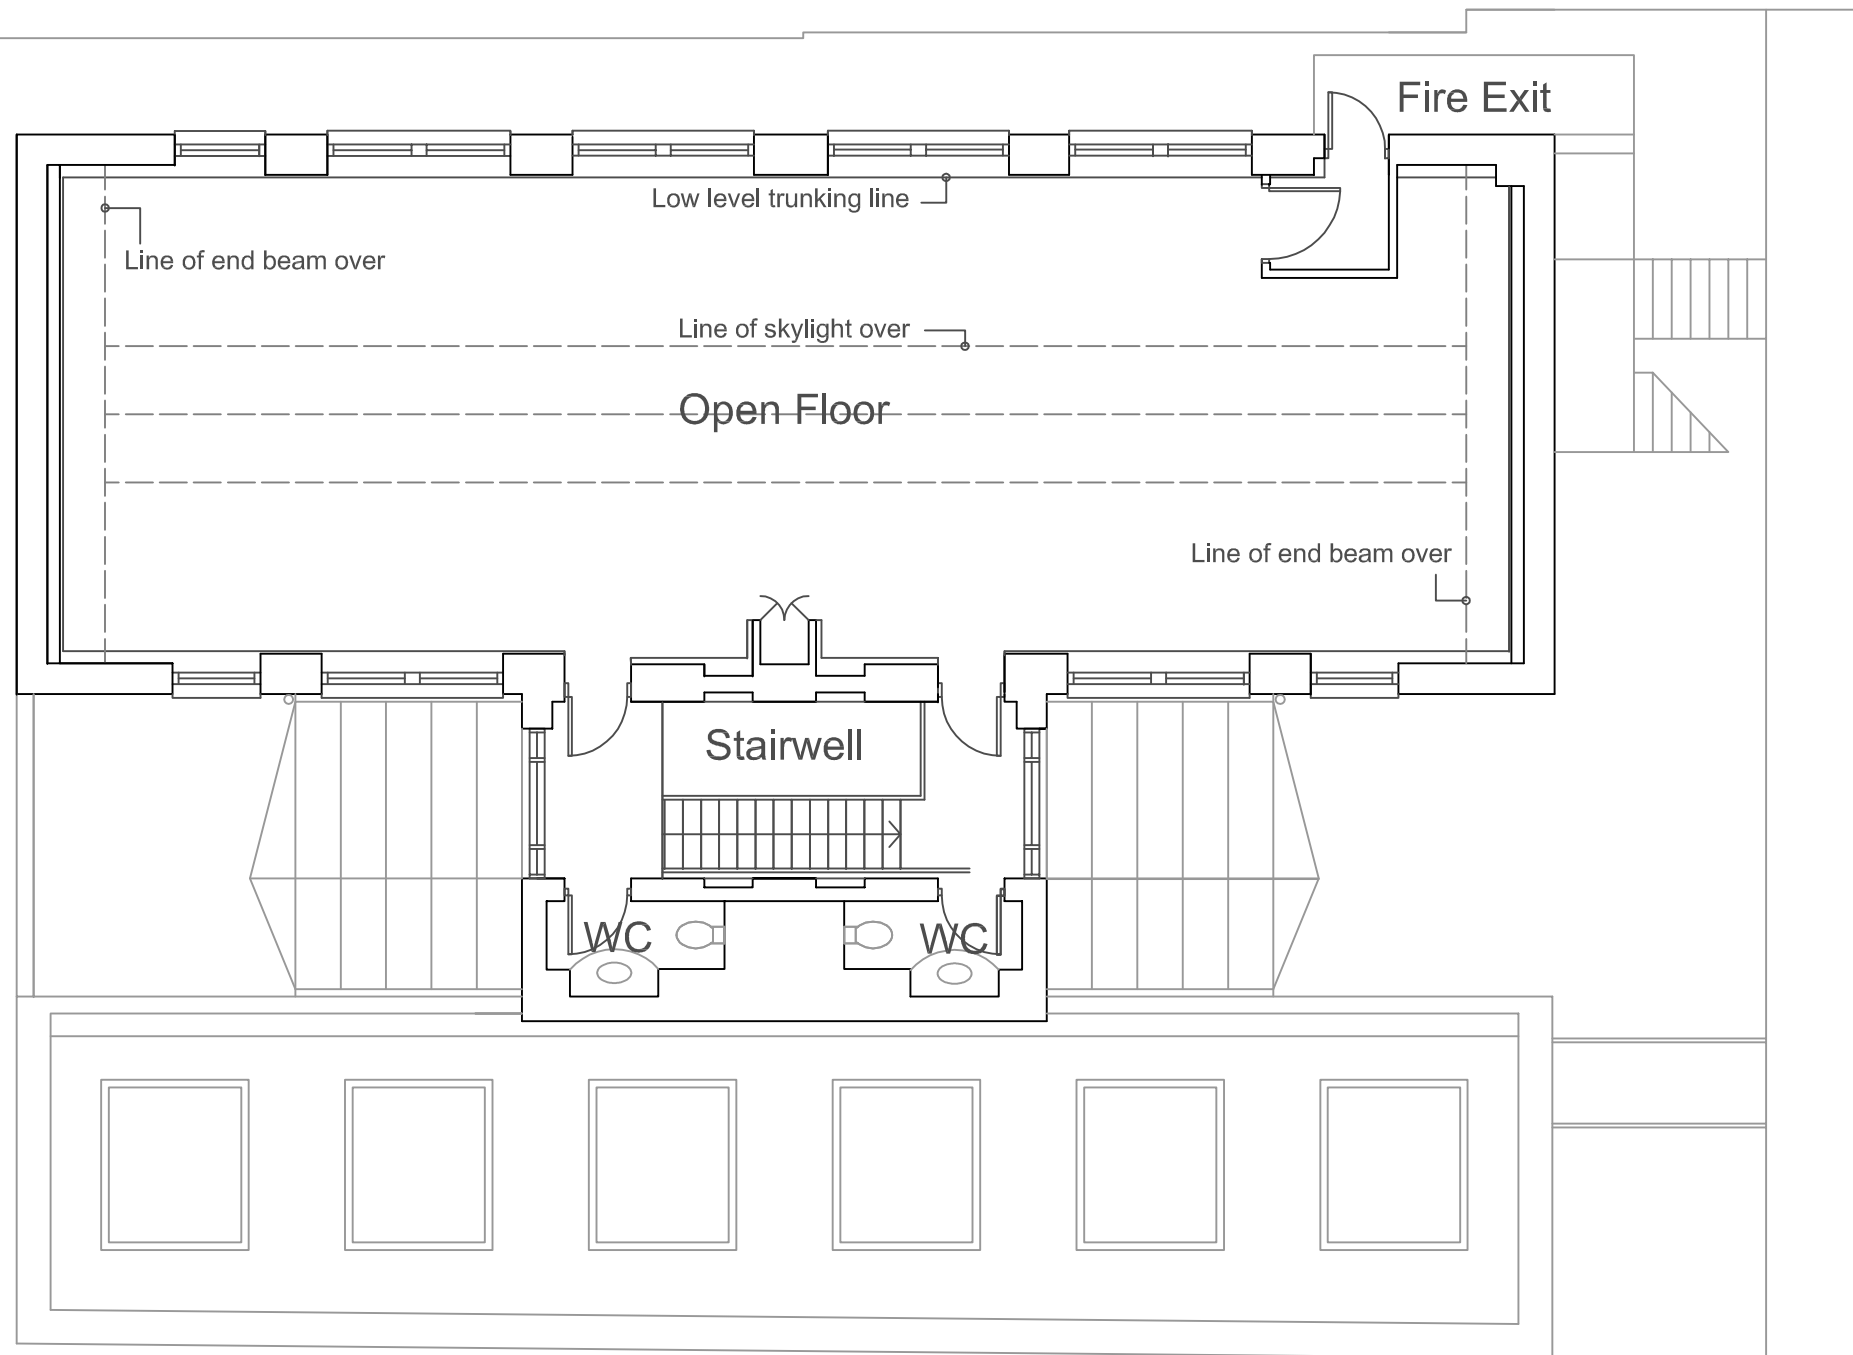 Fire Exit
Low level trunking line
Line of end beam over
Line of skylight over
Open Floor
Line of end beam over
Stairwell
WC
WC